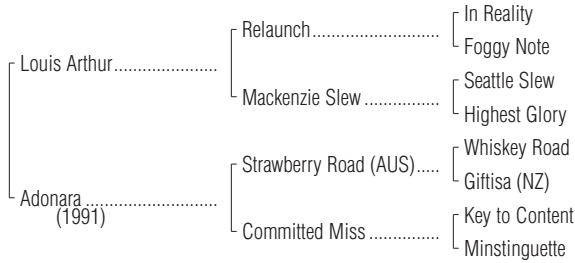 In Reality
Relaunch
Foggy Note
Louis Arthur
Seattle Slew
Mackenzie Slew
Highest Glory
Whiskey Road
Strawberry Road (AUS)
Giftisa (NZ)
Adonara
(1991)
Key to Content
Committed Miss
Minstinguette